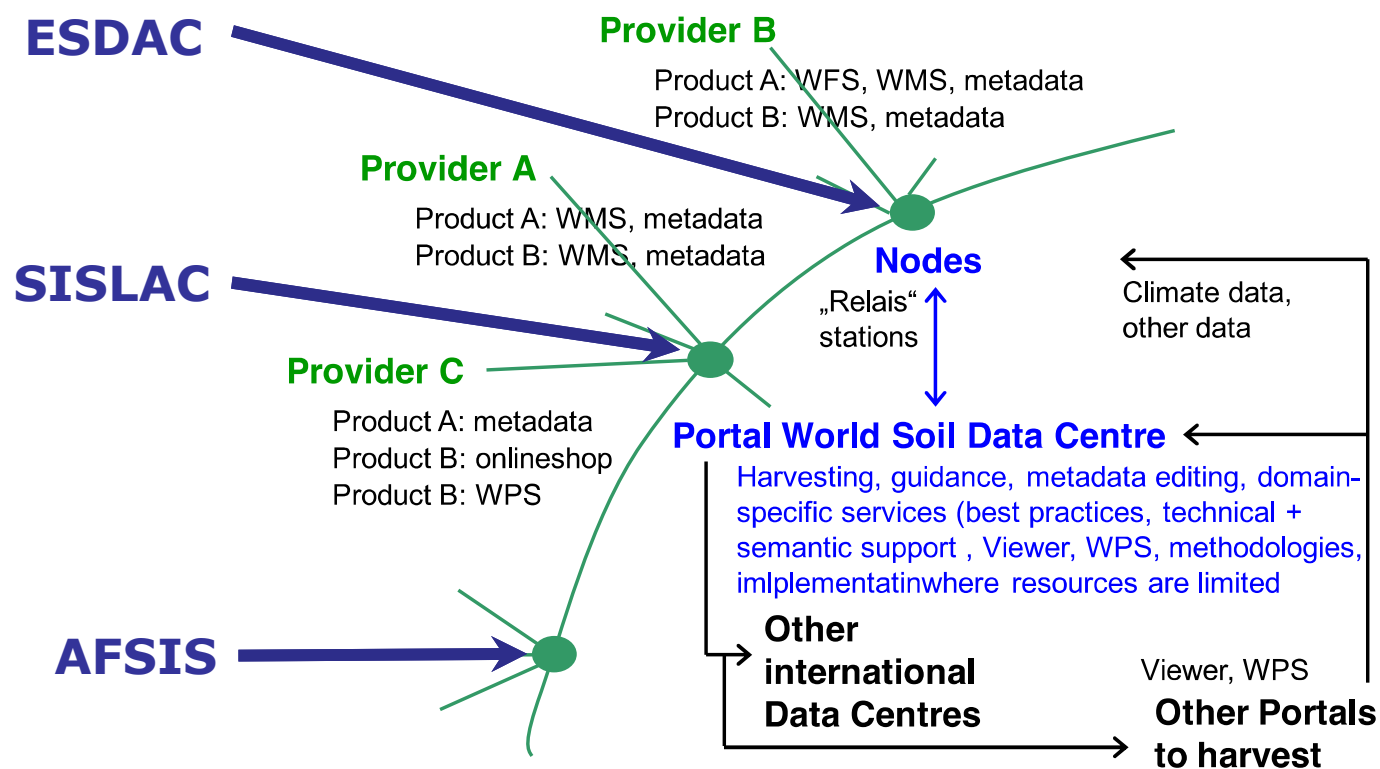 ESDAC
Provider B
Product A: WFS, WMS, metadata
Product B: WMS, metadata
Provider A
Product A: WMS, metadata
Product B: WMS, metadata
SISLAC
Nodes
„Relais“
stations
Climate data,
other data
Provider C
Product A: metadata
Product B: onlineshop
Product B: WPS
Portal World Soil Data Centre
Harvesting, guidance, metadata editing, domain-
specific services (best practices, technical +
semantic support , Viewer, WPS, methodologies,
imlplementatinwhere resources are limited
AFSIS
Other
international
Data Centres
Viewer, WPS
Other Portals
to harvest